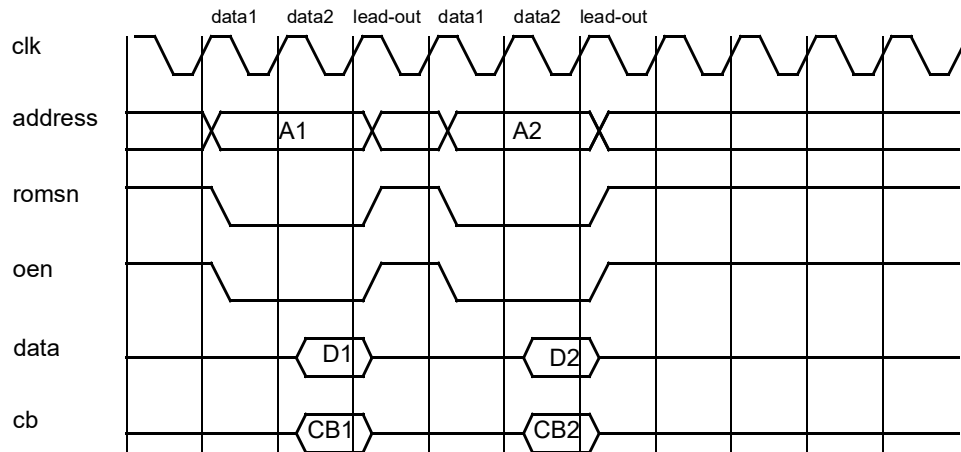 data1 data2 lead-out data1 data2 lead-out
clk
address A1 A2
romsn
oen
data D1 D2
cb CB1 CB2